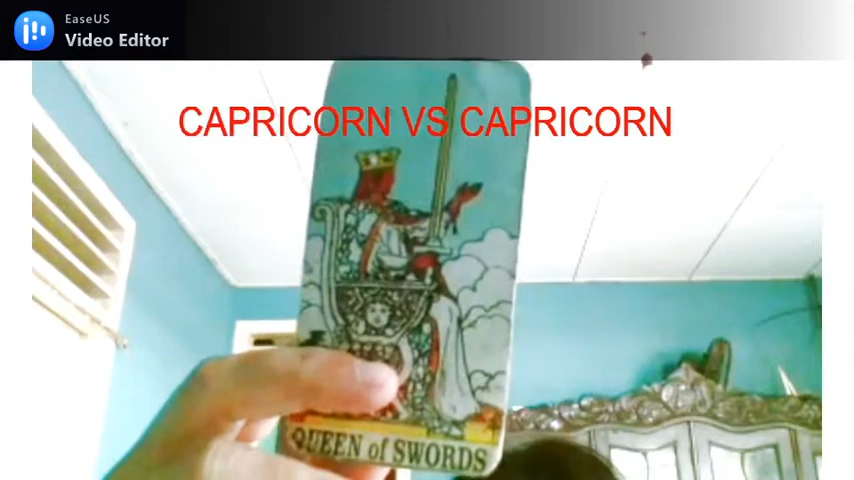 EaseUS
Video Editor
CAPRICORN VS CAPRICORN
QUEEN of SWORDS